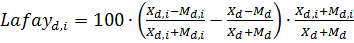 Lafay_{d,i} = 100 · ( (X_{d,i} − M_{d,i}) / (X_{d,i} + M_{d,i}) − (X_d − M_d) / (X_d + M_d) ) · (X_{d,i} + M_{d,i}) / (X_d + M_d)